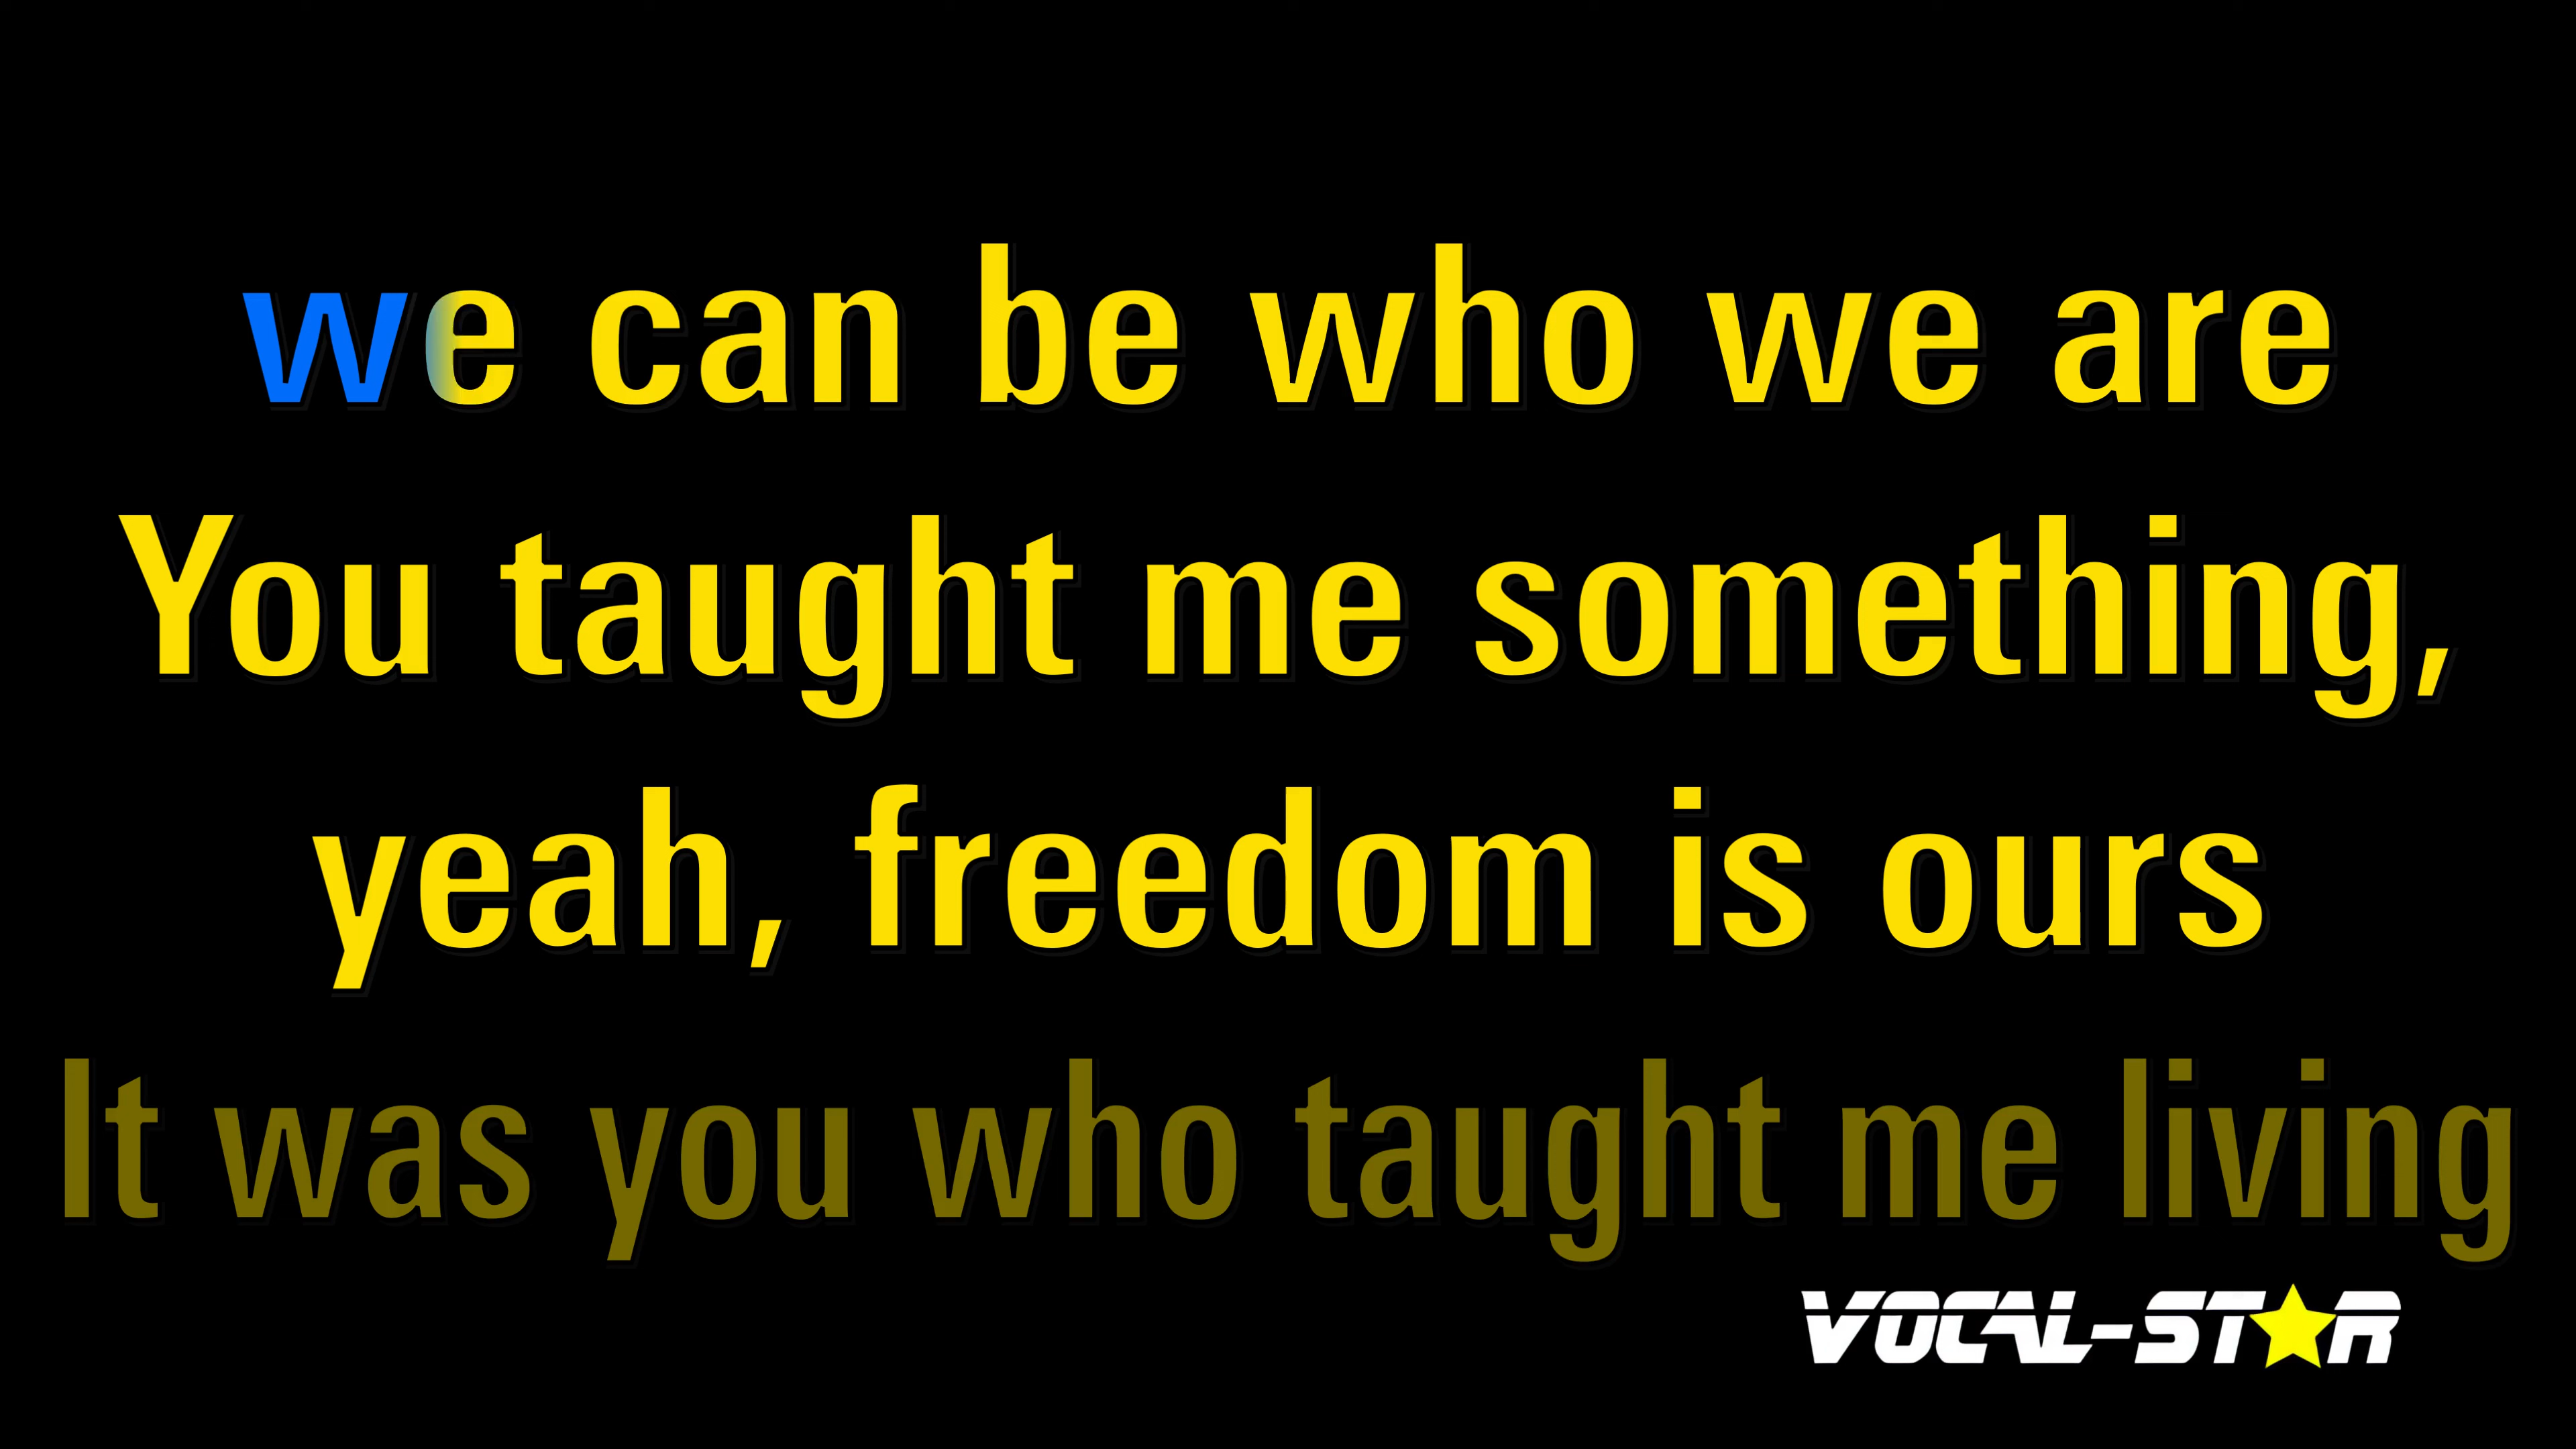 we can be who we are
You taught me something,
yeah, freedom is ours
It was you who taught me living
VOCAL-STAR